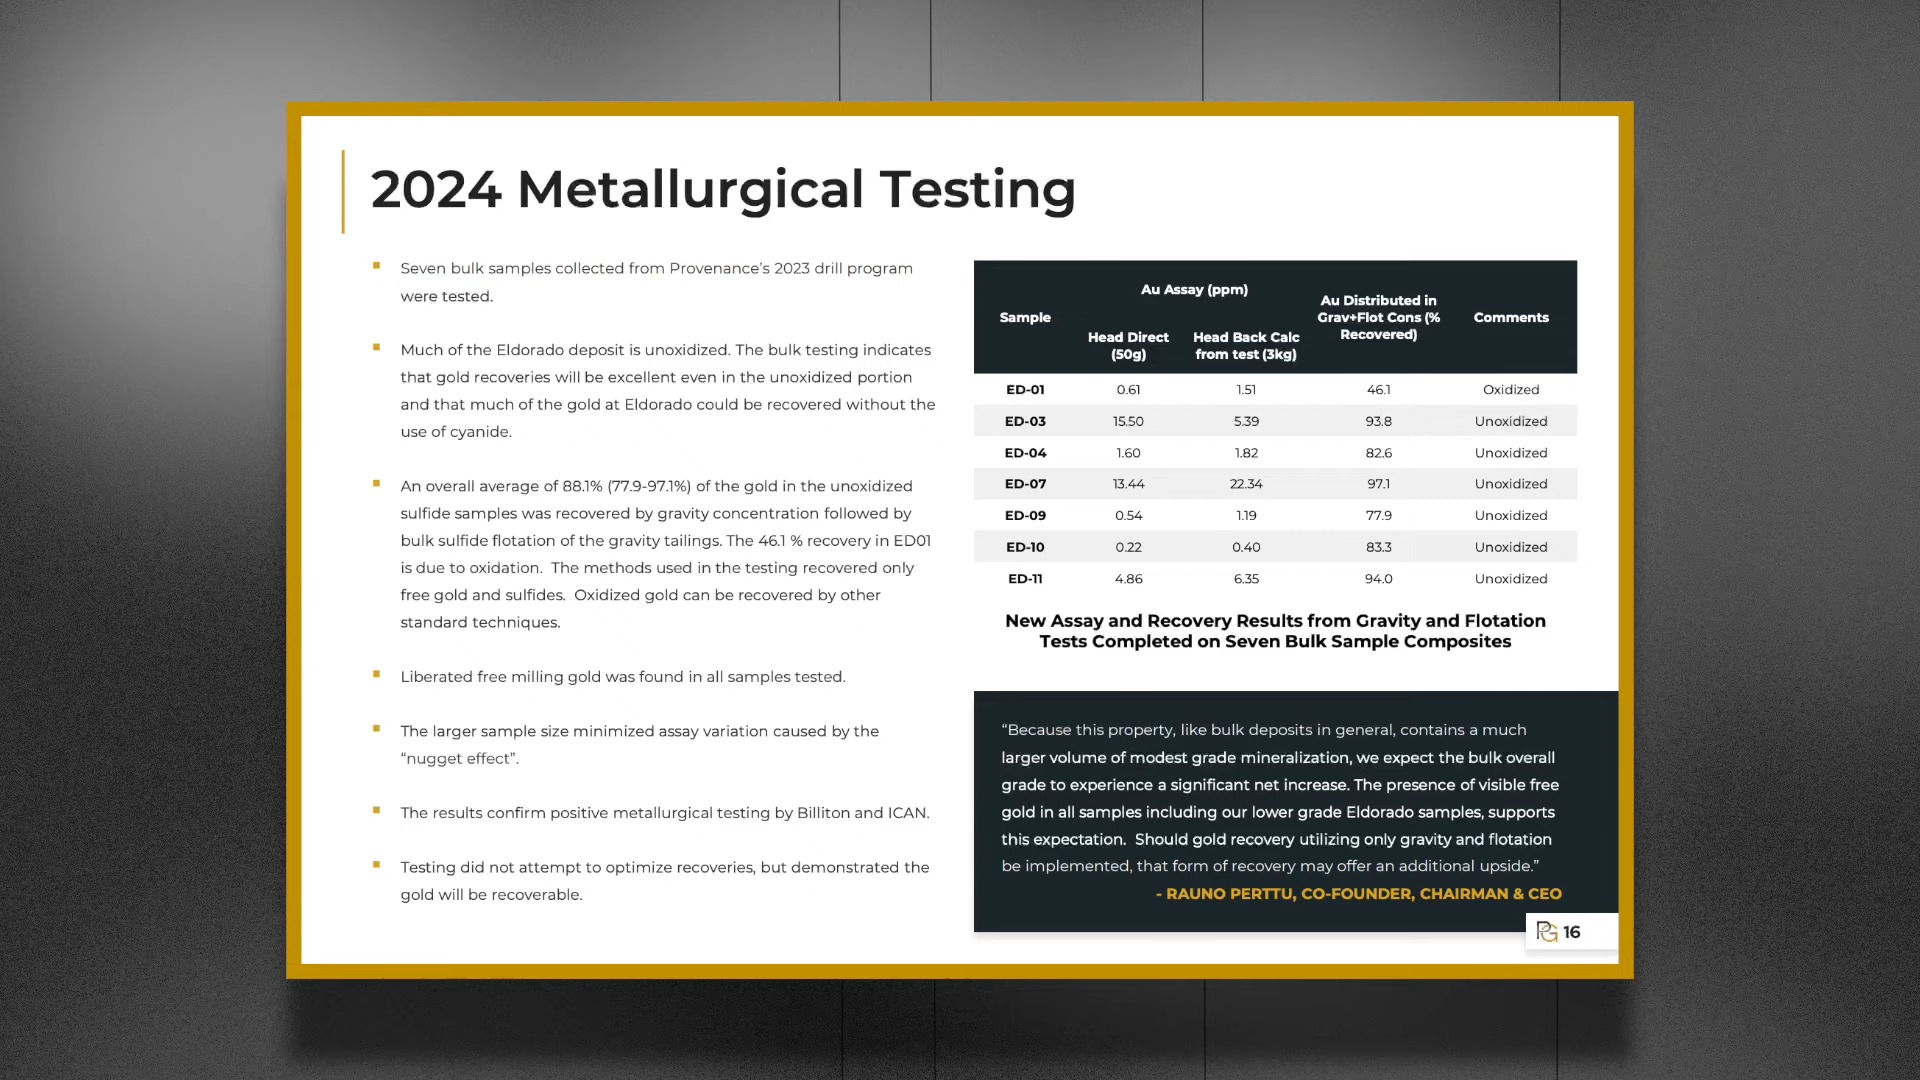 2024 Metallurgical Testing
Seven bulk samples collected from Provenance’s 2023 drill program
were tested.
Much of the Eldorado deposit is unoxidized. The bulk testing indicates
that gold recoveries will be excellent even in the unoxidized portion
and that much of the gold at Eldorado could be recovered without the
use of cyanide.
An overall average of 88.1% (77.9-97.1%) of the gold in the unoxidized
sulfide samples was recovered by gravity concentration followed by
bulk sulfide flotation of the gravity tailings. The 46.1 % recovery in ED01
is due to oxidation.  The methods used in the testing recovered only
free gold and sulfides.  Oxidized gold can be recovered by other
standard techniques.
Liberated free milling gold was found in all samples tested.
The larger sample size minimized assay variation caused by the
“nugget effect”.
The results confirm positive metallurgical testing by Billiton and ICAN.
Testing did not attempt to optimize recoveries, but demonstrated the
gold will be recoverable.
Au Assay (ppm)
Sample
Head Direct
(50g)
Head Back Calc
from test (3kg)
Au Distributed in
Grav+Flot Cons (%
Recovered)
Comments
ED-01 0.61 1.51 46.1 Oxidized
ED-03 15.50 5.39 93.8 Unoxidized
ED-04 1.60 1.82 82.6 Unoxidized
ED-07 13.44 22.34 97.1 Unoxidized
ED-09 0.54 1.19 77.9 Unoxidized
ED-10 0.22 0.40 83.3 Unoxidized
ED-11 4.86 6.35 94.0 Unoxidized
New Assay and Recovery Results from Gravity and Flotation
Tests Completed on Seven Bulk Sample Composites
“Because this property, like bulk deposits in general, contains a much
larger volume of modest grade mineralization, we expect the bulk overall
grade to experience a significant net increase. The presence of visible free
gold in all samples including our lower grade Eldorado samples, supports
this expectation.  Should gold recovery utilizing only gravity and flotation
be implemented, that form of recovery may offer an additional upside.”
- RAUNO PERTTU, CO-FOUNDER, CHAIRMAN & CEO
PG 16